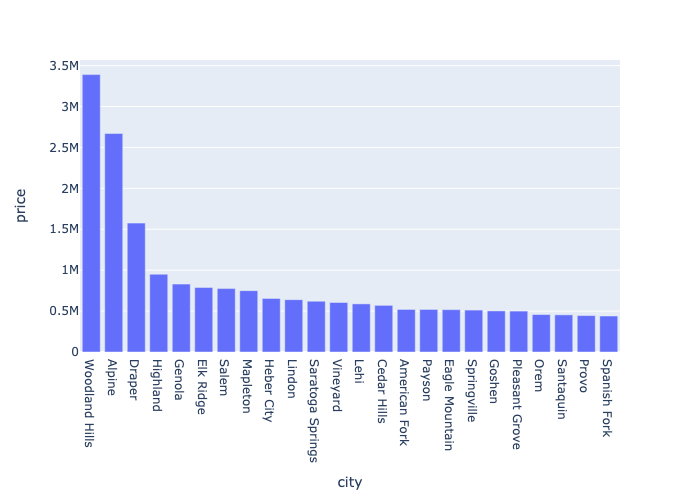 3.5M
3M
2.5M
2M
1.5M
1M
0.5M
0
price
Woodland Hills
Alpine
Draper
Highland
Genola
Elk Ridge
Salem
Mapleton
Heber City
Lindon
Saratoga Springs
Vineyard
Lehi
Cedar Hills
American Fork
Payson
Eagle Mountain
Springville
Goshen
Pleasant Grove
Orem
Santaquin
Provo
Spanish Fork
city